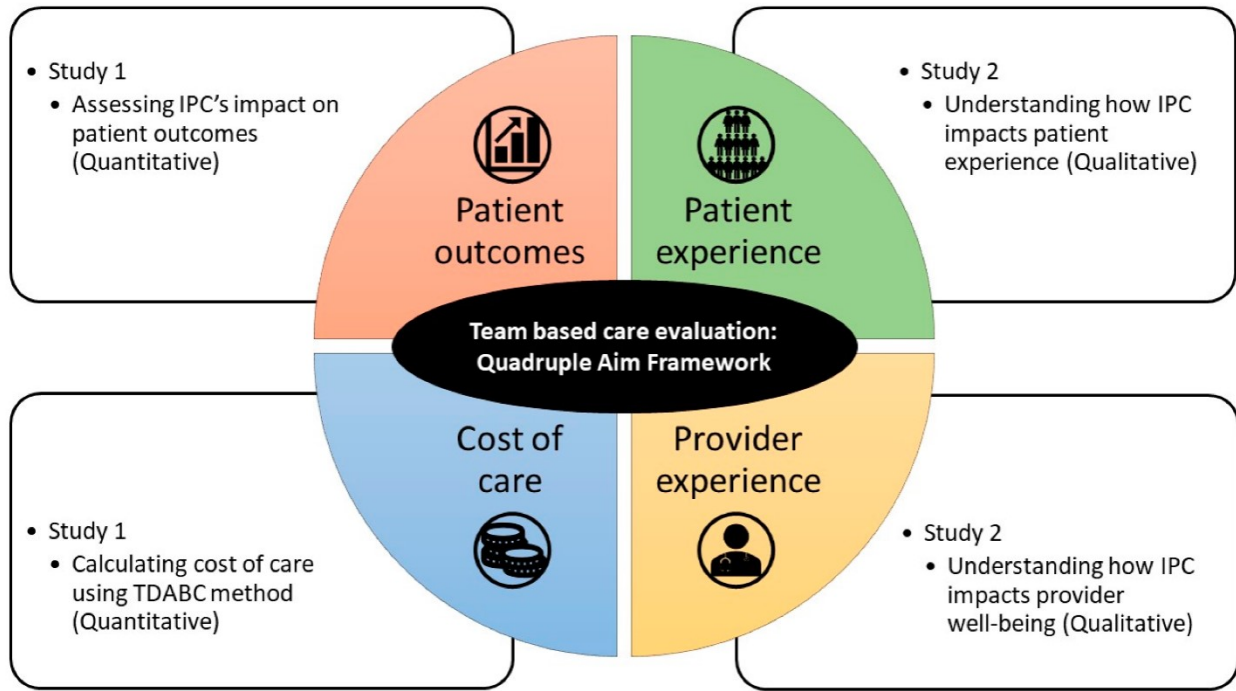 • Study 1
• Assessing IPC's impact on
patient outcomes
(Quantitative)
Patient
outcomes
Patient
experience
• Study 2
• Understanding how IPC
impacts patient
experience (Qualitative)
Team based care evaluation:
Quadruple Aim Framework
• Study 1
• Calculating cost of care
using TDABC method
(Quantitative)
Cost of
care
Provider
experience
• Study 2
• Understanding how IPC
impacts provider
well-being (Qualitative)